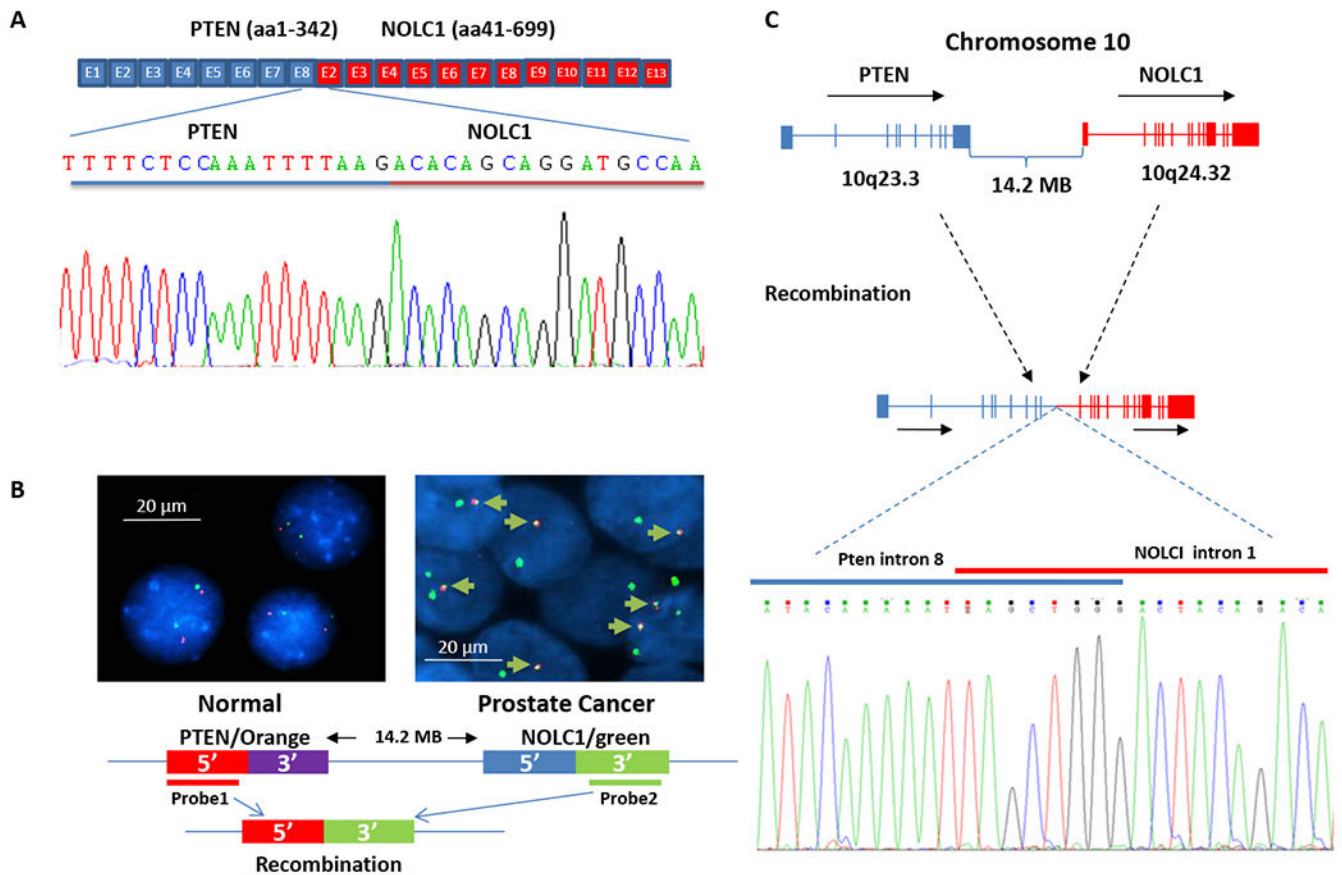 A
PTEN (aa1-342) NOLC1 (aa41-699)
E1 E2 E3 E4 E5 E6 E7 E8 E2 E3 E4 E5 E6 E7 E8 E9 E10 E11 E12 E13
PTEN NOLC1
T T T T C T C C A A A T T T T A A G A C A C A G C A G G A T G C C A A
B
20 µm
20 µm
Normal Prostate Cancer
PTEN/Orange 14.2 MB NOLC1/green
5’ 3’ 5’ 3’
Probe1 Probe2
5’ 3’
Recombination
C
Chromosome 10
PTEN NOLC1
10q23.3 14.2 MB 10q24.32
Recombination
Pten intron 8 NOLCI intron 1
A T A C A A A A A T T A G C T G G G A C T A C A G A C A